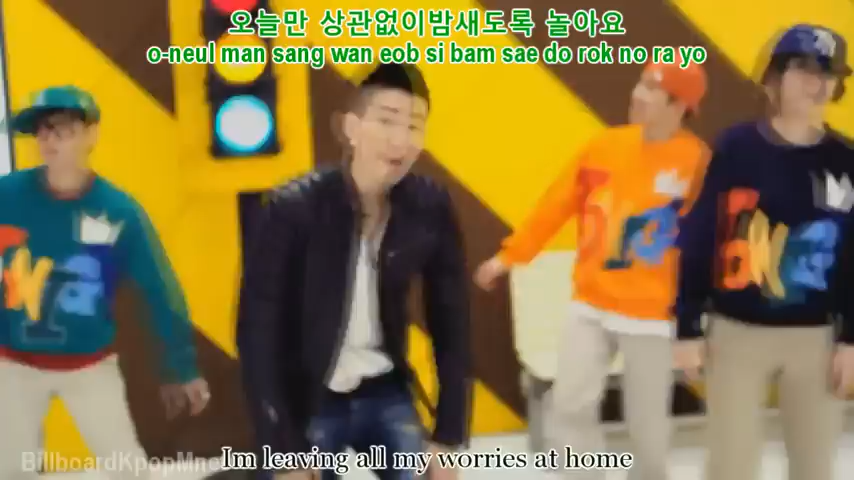 오늘만 상관없이밤새도록 놀아요
o-neul man sang wan eob si bam sae do rok no ra yo
Im leaving all my worries at home
BillboardKpopMne